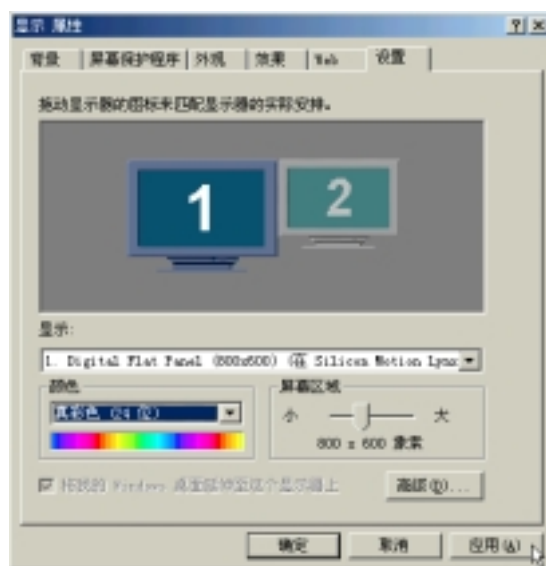 显示 属性
背景 屏幕保护程序 外观 效果 Web 设置
拖动显示器的图标来匹配显示器的实际安排。
1 2
显示:
1. Digital Flat Panel (800x600) (在 Silicon Motion Lynx
颜色 屏幕区域
真彩色 (24 位) 小 大
800 x 600 像素
将我的 Windows 桌面延伸至这个显示器上 高级(D)...
确定 取消 应用(A)